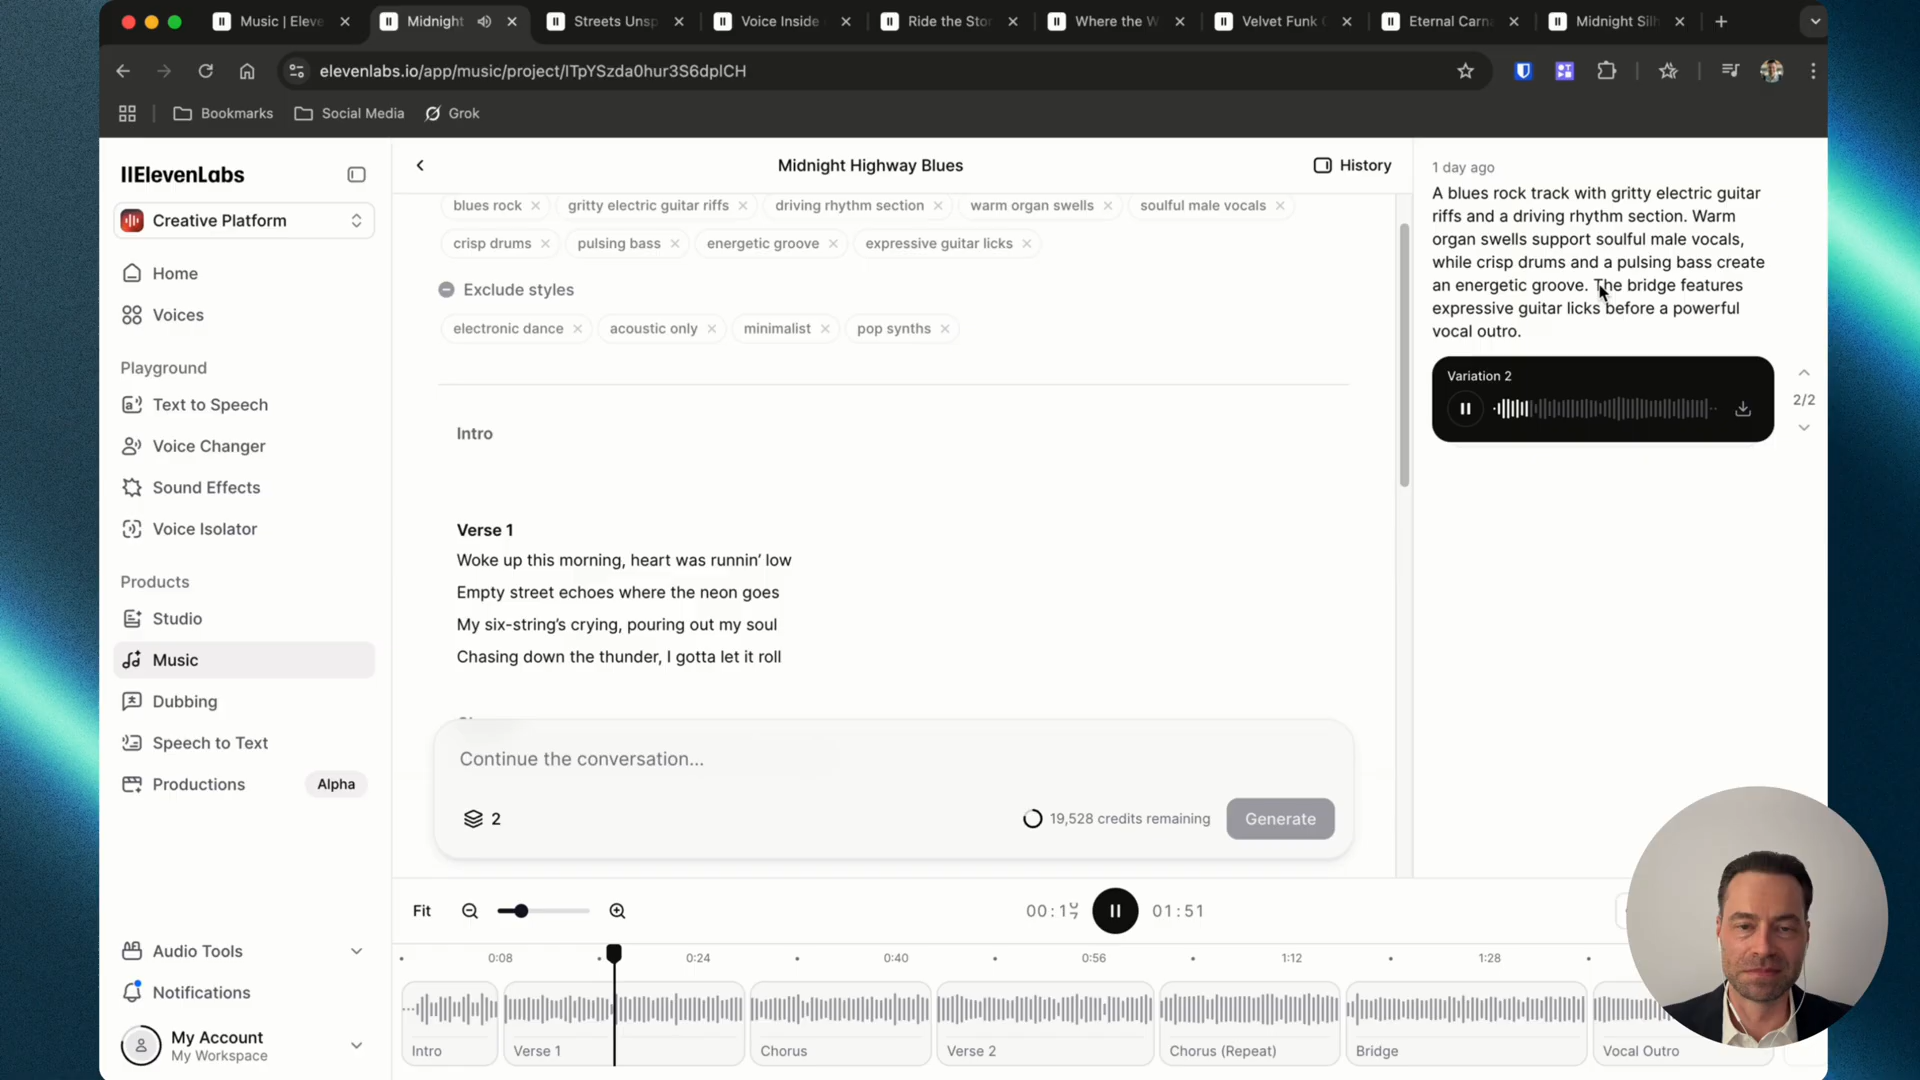 Music | Eleve
Midnight
Streets Unsp
Voice Inside
Ride the Stor
Where the W
Velvet Funk
Eternal Carna
Midnight Silh
elevenlabs.io/app/music/project/lTpYSzda0hur3S6dplCH
Bookmarks
Social Media
Grok
IIElevenLabs
Creative Platform
Home
Voices
Playground
Text to Speech
Voice Changer
Sound Effects
Voice Isolator
Products
Studio
Music
Dubbing
Speech to Text
Productions
Alpha
Audio Tools
Notifications
My Account
My Workspace
Midnight Highway Blues
History
blues rock
gritty electric guitar riffs
driving rhythm section
warm organ swells
soulful male vocals
crisp drums
pulsing bass
energetic groove
expressive guitar licks
Exclude styles
electronic dance
acoustic only
minimalist
pop synths
Intro
Verse 1
Woke up this morning, heart was runnin’ low
Empty street echoes where the neon goes
My six-string’s crying, pouring out my soul
Chasing down the thunder, I gotta let it roll
Continue the conversation...
2
19,528 credits remaining
Generate
1 day ago
A blues rock track with gritty electric guitar
riffs and a driving rhythm section. Warm
organ swells support soulful male vocals,
while crisp drums and a pulsing bass create
an energetic groove. The bridge features
expressive guitar licks before a powerful
vocal outro.
Variation 2
2/2
Fit
01:51
0:08
0:24
0:40
0:56
1:12
1:28
Intro
Verse 1
Chorus
Verse 2
Chorus (Repeat)
Bridge
Vocal Outro